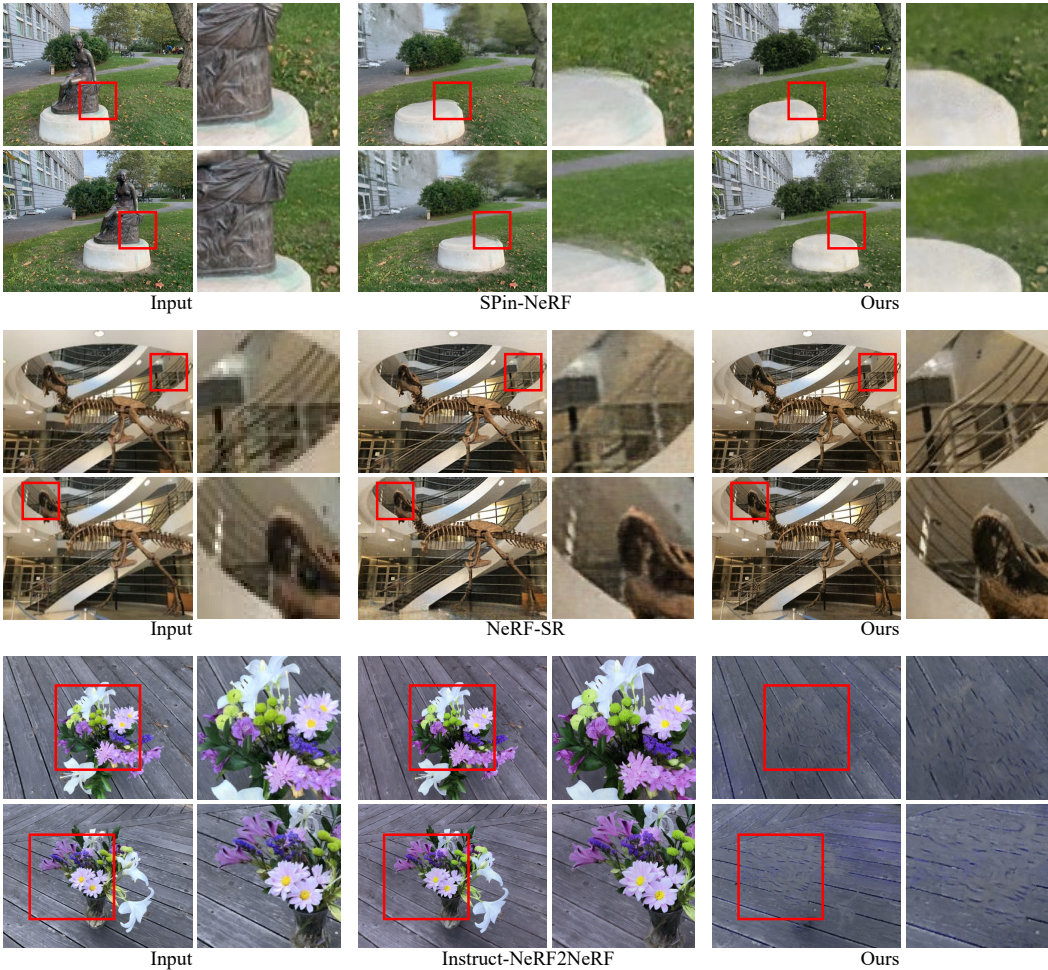 Input SPin-NeRF Ours
Input NeRF-SR Ours
Input Instruct-NeRF2NeRF Ours